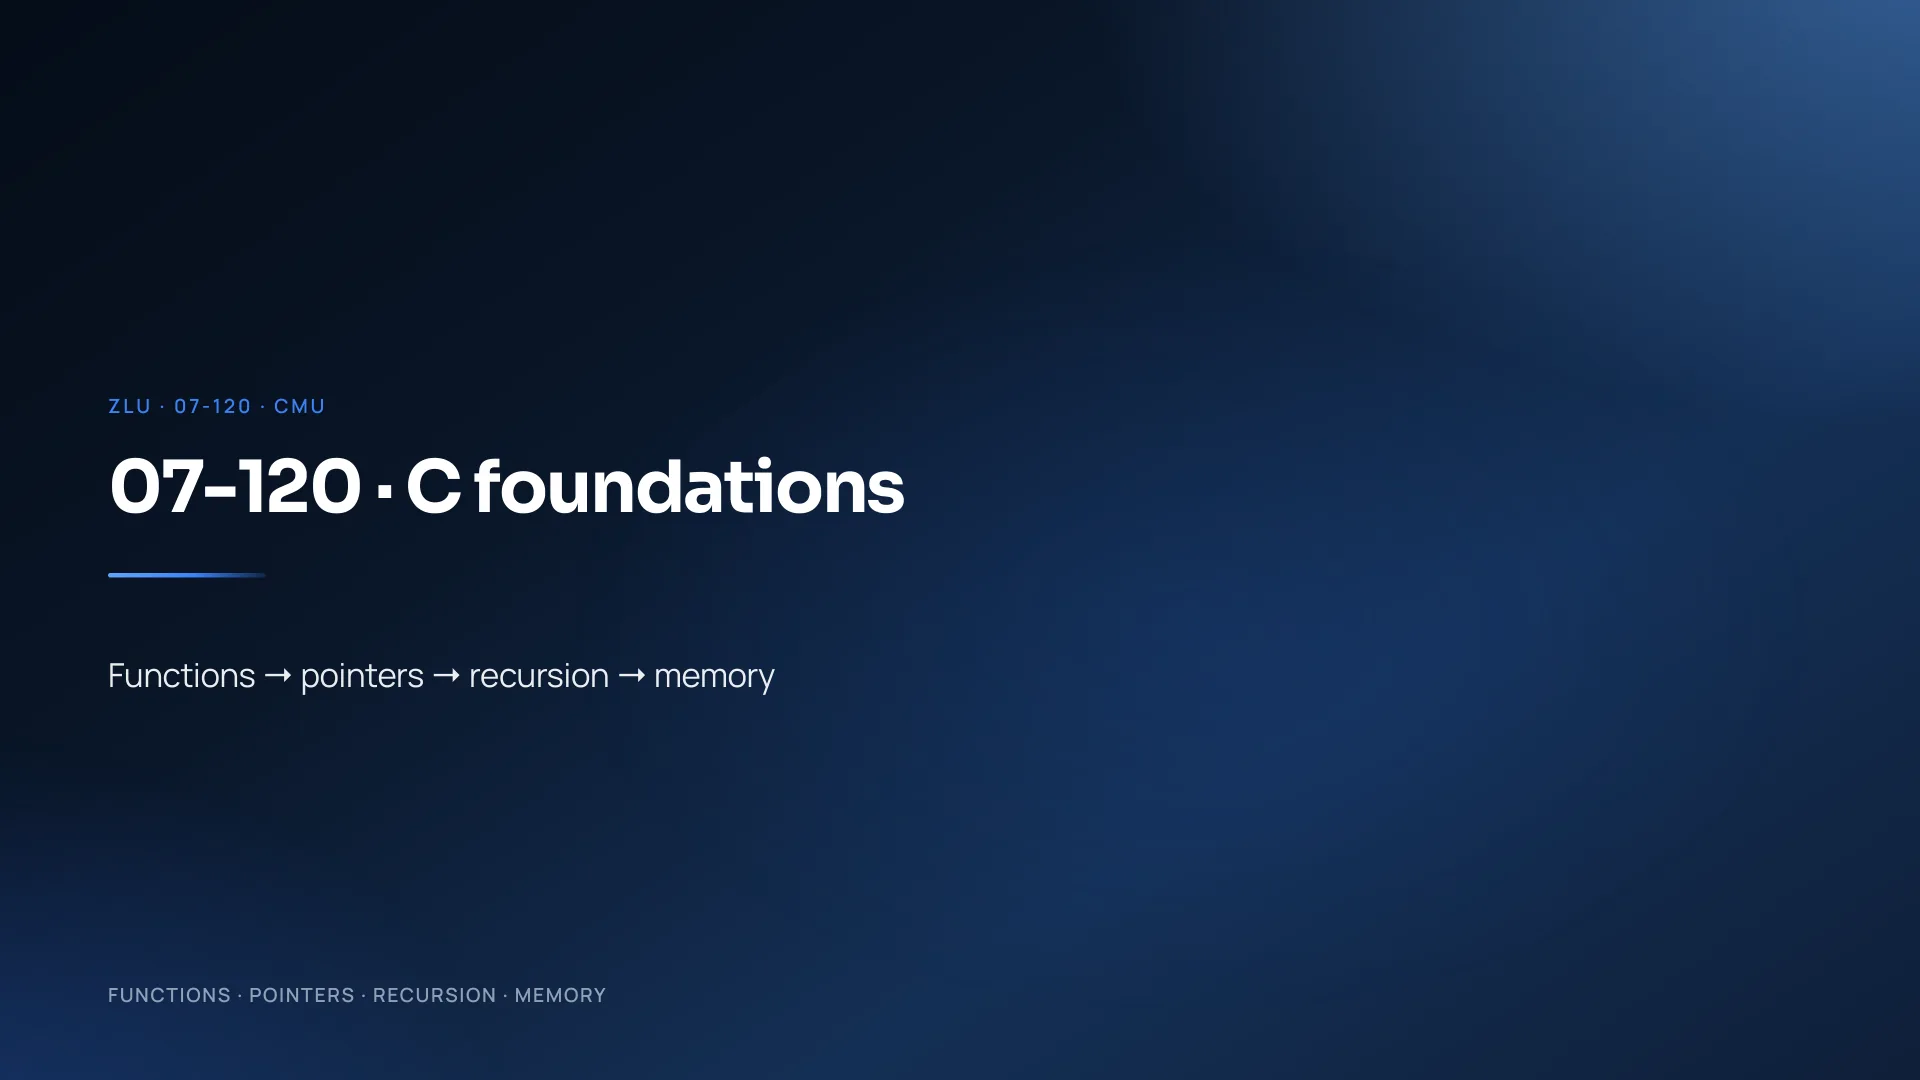 ZLU · 07-120 · CMU
07-120 · C foundations
Functions → pointers → recursion → memory
FUNCTIONS · POINTERS · RECURSION · MEMORY